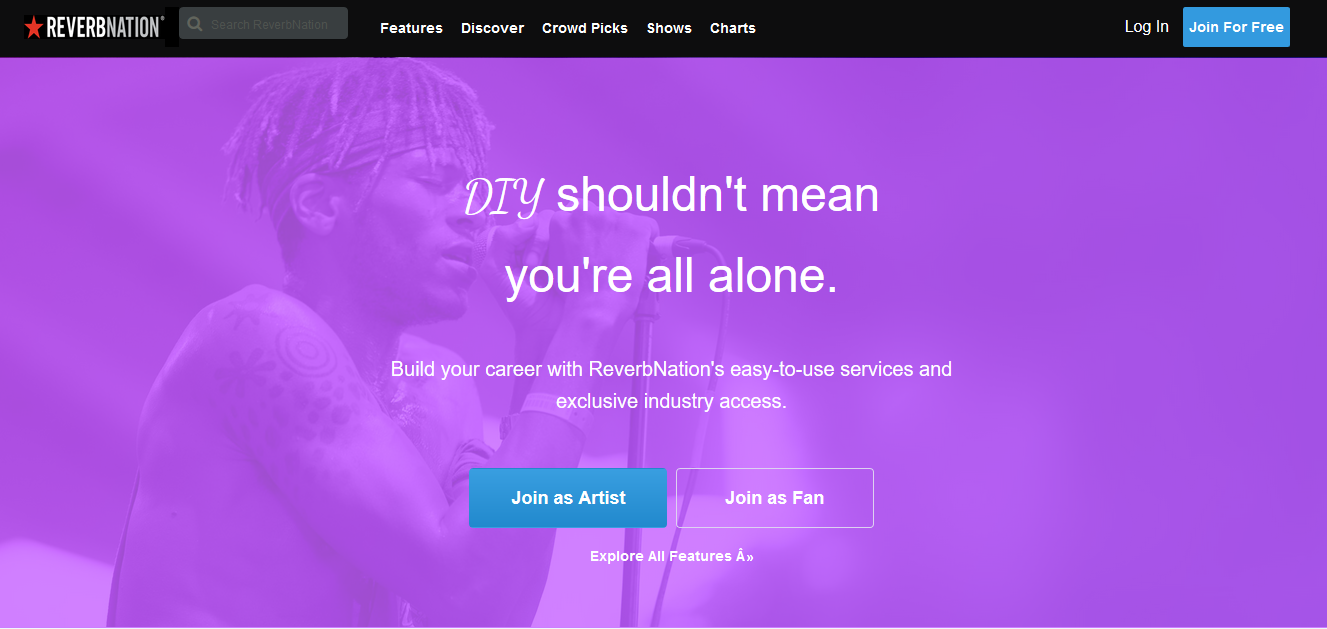 REVERBNATION®
Search ReverbNation
Features
Discover
Crowd Picks
Shows
Charts
Log In
Join For Free
DIY shouldn't mean
you're all alone.
Build your career with ReverbNation's easy-to-use services and
exclusive industry access.
Join as Artist
Join as Fan
Explore All Features Â»